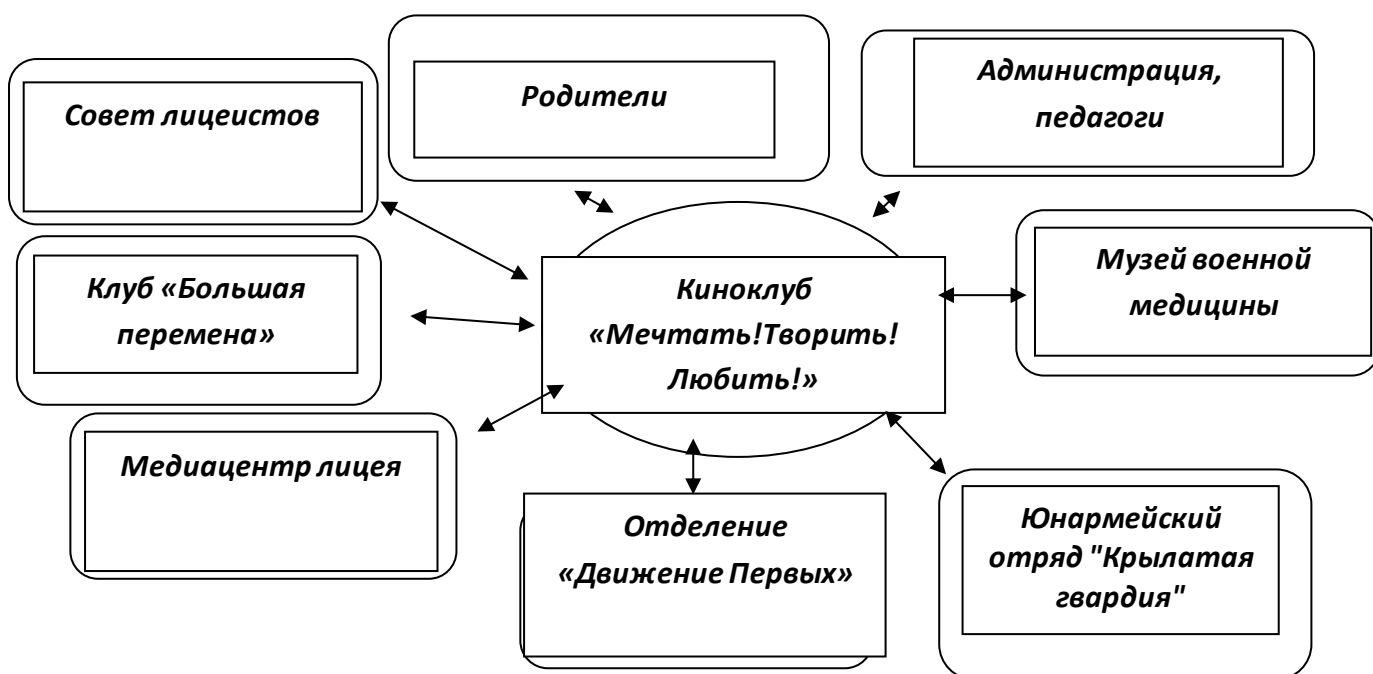 Совет лицеистов
Родители
Администрация,
педагоги
Клуб «Большая
перемена»
Киноклуб
«Мечтать!Творить!
Любить!»
Музей военной
медицины
Медиацентр лицея
Отделение
«Движение Первых»
Юнармейский
отряд "Крылатая
гвардия"